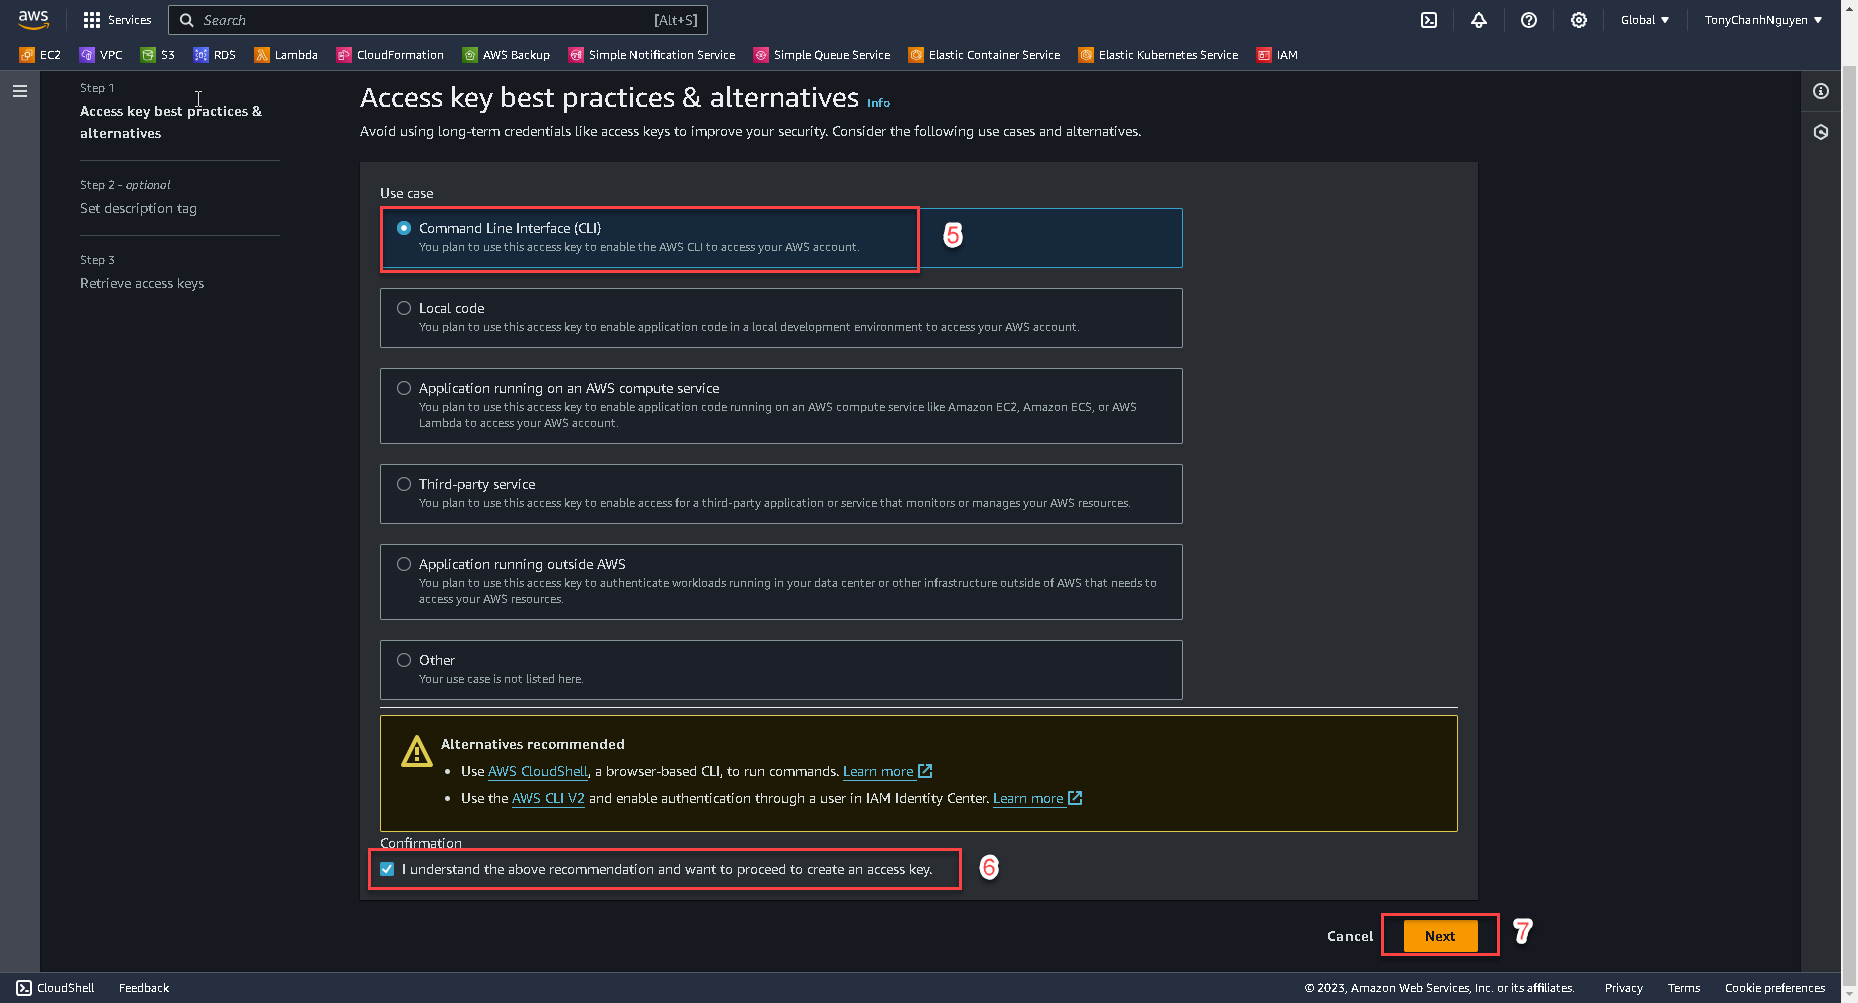 aws
Services
Search
[Alt+S]
Global
TonyChanhNguyen
EC2
VPC
S3
RDS
Lambda
CloudFormation
AWS Backup
Simple Notification Service
Simple Queue Service
Elastic Container Service
Elastic Kubernetes Service
IAM
Step 1
Access key best practices &
alternatives
Step 2 - optional
Set description tag
Step 3
Retrieve access keys
Access key best practices & alternatives Info
Avoid using long-term credentials like access keys to improve your security. Consider the following use cases and alternatives.
Use case
Command Line Interface (CLI)
You plan to use this access key to enable the AWS CLI to access your AWS account.
5
Local code
You plan to use this access key to enable application code in a local development environment to access your AWS account.
Application running on an AWS compute service
You plan to use this access key to enable application code running on an AWS compute service like Amazon EC2, Amazon ECS, or AWS
Lambda to access your AWS account.
Third-party service
You plan to use this access key to enable access for a third-party application or service that monitors or manages your AWS resources.
Application running outside AWS
You plan to use this access key to authenticate workloads running in your data center or other infrastructure outside of AWS that needs to
access your AWS resources.
Other
Your use case is not listed here.
Alternatives recommended
• Use AWS CloudShell, a browser-based CLI, to run commands. Learn more
• Use the AWS CLI V2 and enable authentication through a user in IAM Identity Center. Learn more
Confirmation
I understand the above recommendation and want to proceed to create an access key.
6
Cancel
Next
7
CloudShell
Feedback
© 2023, Amazon Web Services, Inc. or its affiliates.
Privacy
Terms
Cookie preferences